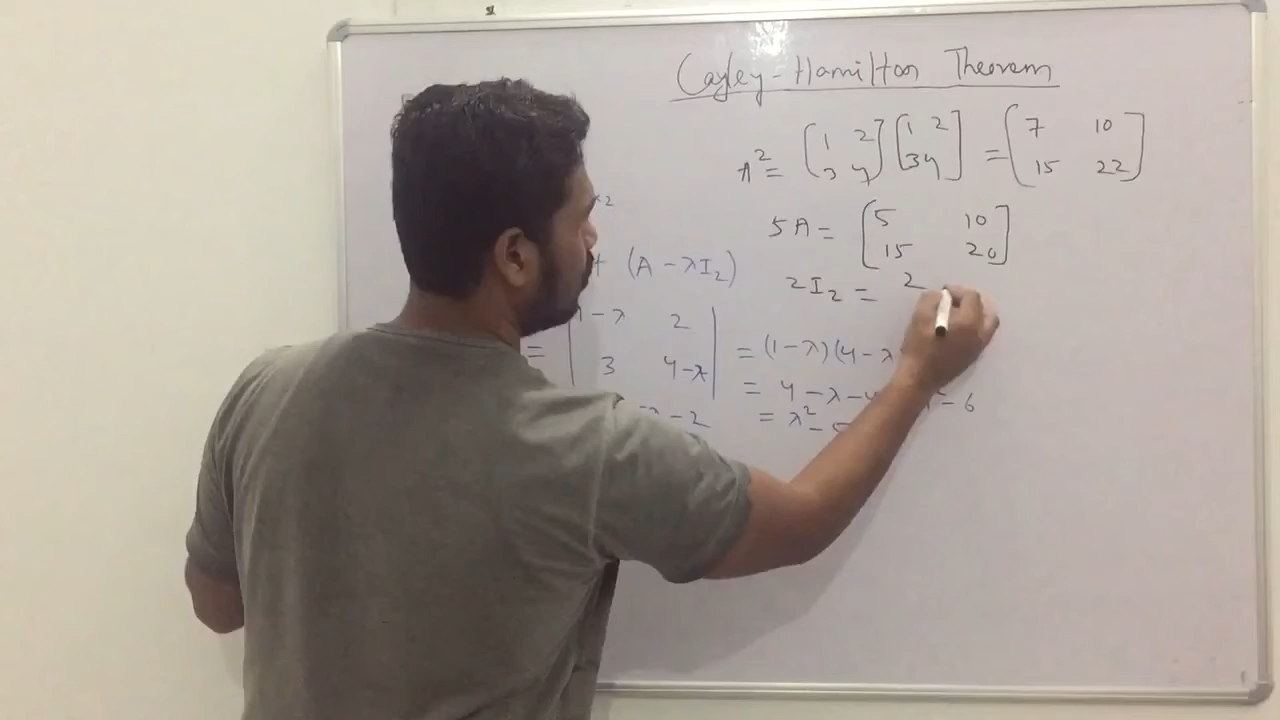 Cayley-Hamilton Theorem
A² = [1 2 3 4] [1 2 3 4] = [7 10 15 22]
5A = [5 10 15 20]
2I₂ = 2
(A - λI₂)
= |1-λ 2 3 4-λ| = (1-λ)(4-λ
= 4 - λ - 4 - 6
- 2 = λ² - 5